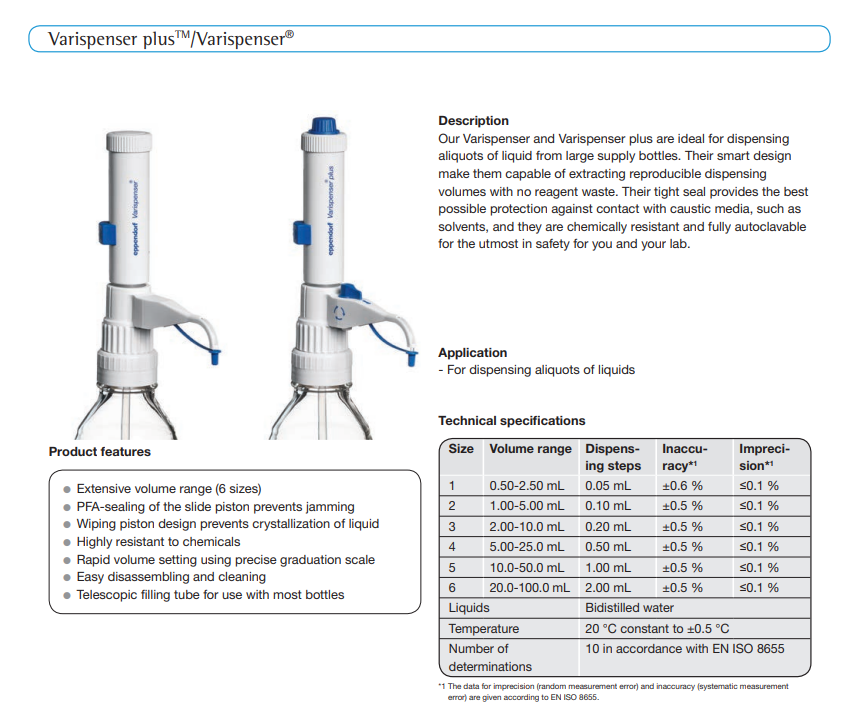 Varispenser plus™/Varispenser®
eppendorf Varispenser®
eppendorf Varispenser® plus
Description
Our Varispenser and Varispenser plus are ideal for dispensing
aliquots of liquid from large supply bottles. Their smart design
make them capable of extracting reproducible dispensing
volumes with no reagent waste. Their tight seal provides the best
possible protection against contact with caustic media, such as
solvents, and they are chemically resistant and fully autoclavable
for the utmost in safety for you and your lab.
Application
- For dispensing aliquots of liquids
Product features
● Extensive volume range (6 sizes)
● PFA-sealing of the slide piston prevents jamming
● Wiping piston design prevents crystallization of liquid
● Highly resistant to chemicals
● Rapid volume setting using precise graduation scale
● Easy disassembling and cleaning
● Telescopic filling tube for use with most bottles
Technical specifications
Size Volume range Dispens- Inaccu- Impreci-
ing steps racy*1 sion*1
1 0.50-2.50 mL 0.05 mL ±0.6 % ≤0.1 %
2 1.00-5.00 mL 0.10 mL ±0.5 % ≤0.1 %
3 2.00-10.0 mL 0.20 mL ±0.5 % ≤0.1 %
4 5.00-25.0 mL 0.50 mL ±0.5 % ≤0.1 %
5 10.0-50.0 mL 1.00 mL ±0.5 % ≤0.1 %
6 20.0-100.0 mL 2.00 mL ±0.5 % ≤0.1 %
Liquids Bidistilled water
Temperature 20 °C constant to ±0.5 °C
Number of 10 in accordance with EN ISO 8655
determinations
*1 The data for imprecision (random measurement error) and inaccuracy (systematic measurement
error) are given according to EN ISO 8655.